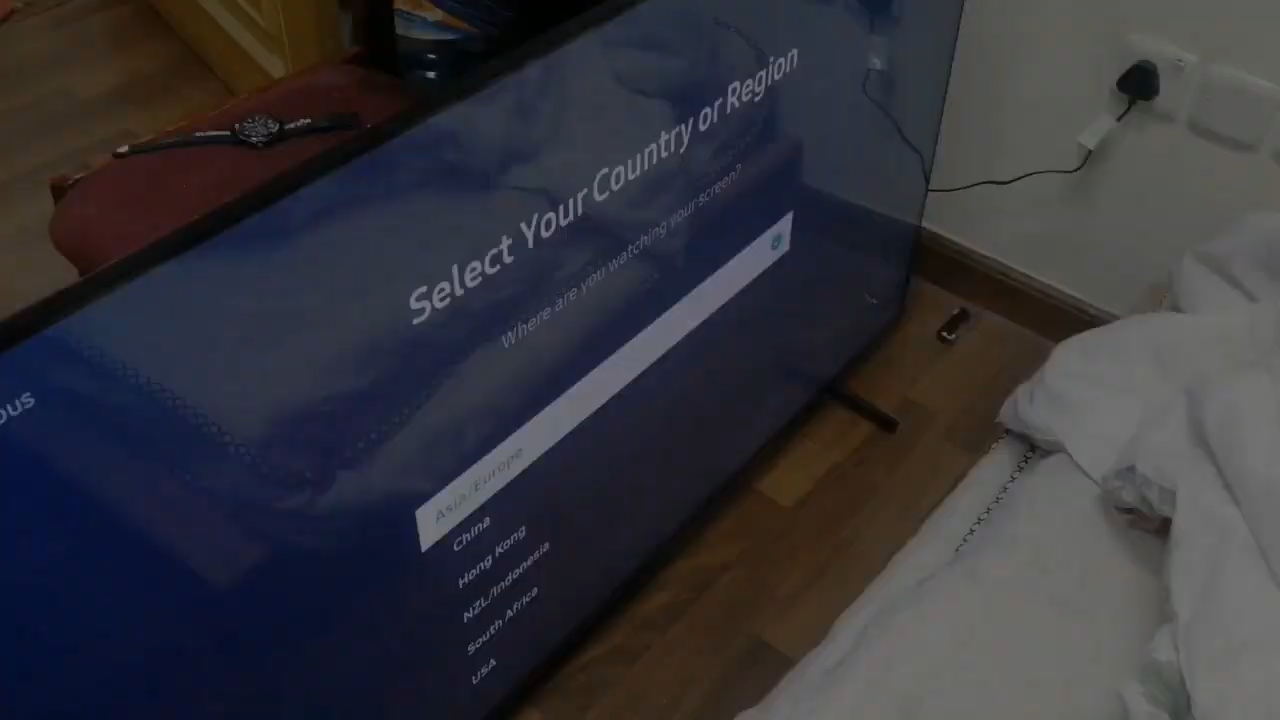 Select Your Country or Region
Where are you watching your screen?
ous
Asia/Europe
China
Hong Kong
NZL/Indonesia
South Africa
USA